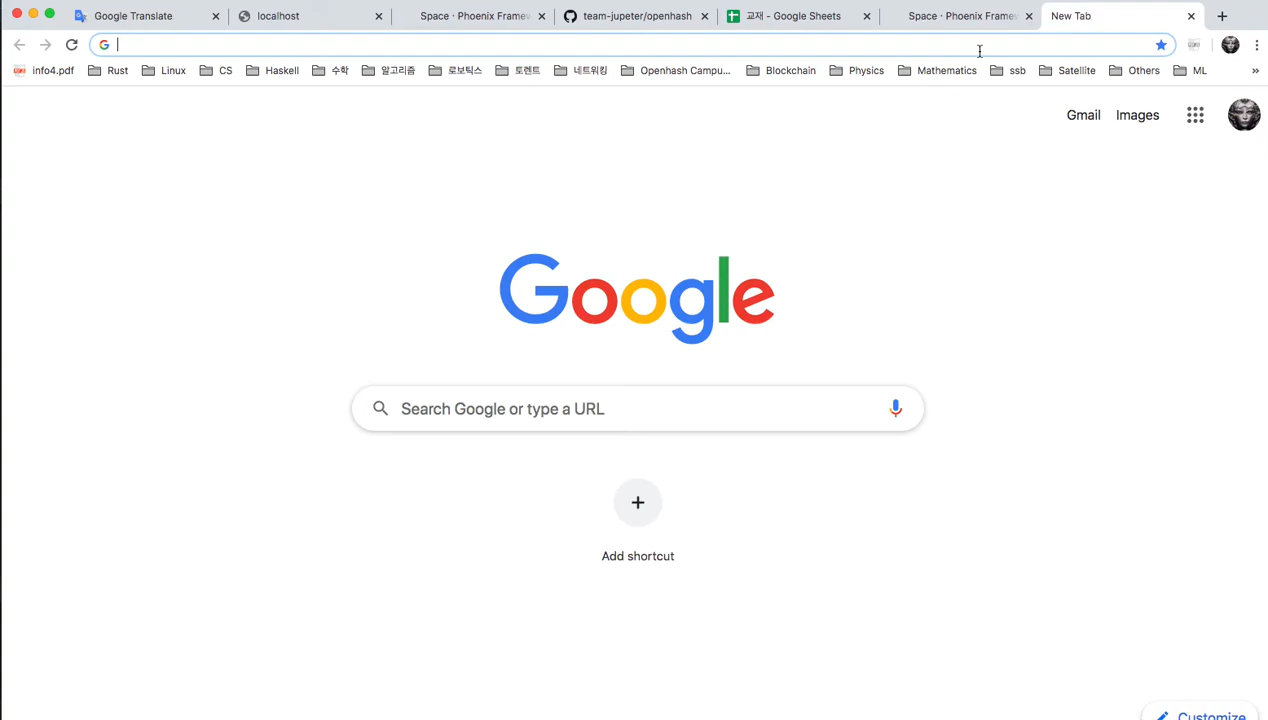 Google Translate
localhost
Space · Phoenix Framew
team-jupeter/openhash
교재 - Google Sheets
Space · Phoenix Framew
New Tab
info4.pdf Rust Linux CS Haskell 수학 알고리즘 로보틱스 토렌트 네트워킹 Openhash Campu... Blockchain Physics Mathematics ssb Satellite Others ML »
Gmail Images
Google
Search Google or type a URL
Add shortcut
Customize